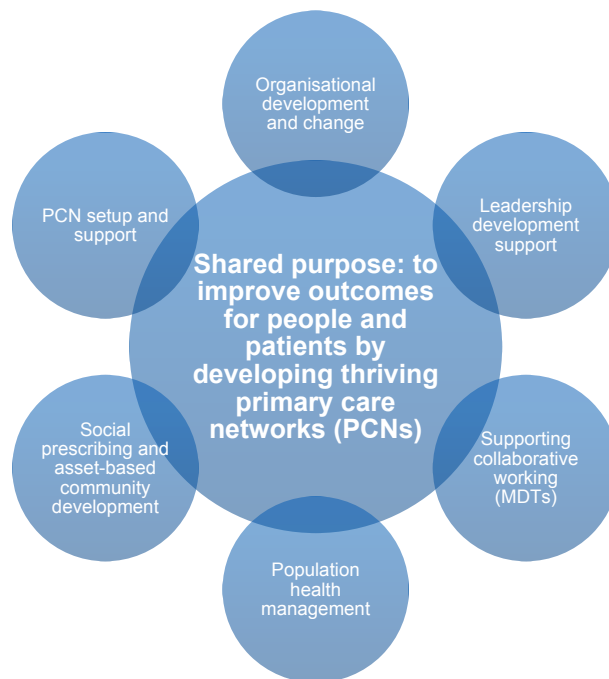 Organisational
development
and change
PCN setup and
support
Leadership
development
support
Shared purpose: to
improve outcomes
for people and
patients by
developing thriving
primary care
networks (PCNs)
Social
prescribing and
asset-based
community
development
Supporting
collaborative
working
(MDTs)
Population
health
management